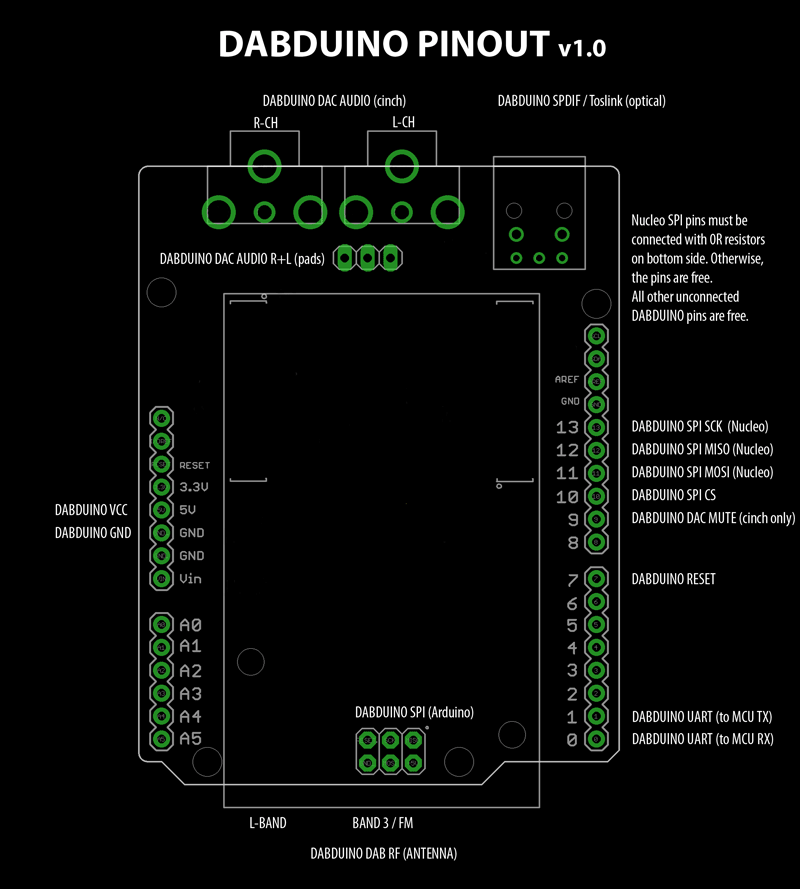 DABDUINO PINOUT v1.0
DABDUINO DAC AUDIO (cinch)
DABDUINO SPDIF / Toslink (optical)
R-CH
L-CH
Nucleo SPI pins must be
connected with 0R resistors
on bottom side. Otherwise,
the pins are free.
All other unconnected
DABDUINO pins are free.
DABDUINO DAC AUDIO R+L (pads)
AREF
GND
13 DABDUINO SPI SCK (Nucleo)
12 DABDUINO SPI MISO (Nucleo)
11 DABDUINO SPI MOSI (Nucleo)
10 DABDUINO SPI CS
9 DABDUINO DAC MUTE (cinch only)
8
7 DABDUINO RESET
6
5
4
3
2
1 DABDUINO UART (to MCU TX)
0 DABDUINO UART (to MCU RX)
RESET
3.3V
DABDUINO VCC 5V
DABDUINO GND GND
GND
Vin
A0
A1
A2
A3
A4
A5
DABDUINO SPI (Arduino)
L-BAND
BAND 3 / FM
DABDUINO DAB RF (ANTENNA)